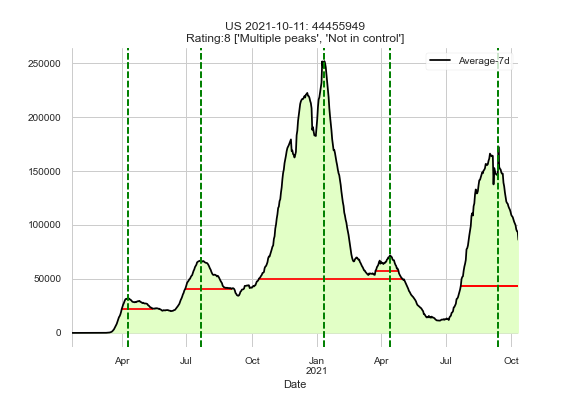 US 2021-10-11: 44455949
Rating:8 ['Multiple peaks', 'Not in control']
Average-7d
250000
200000
150000
100000
50000
0
Apr Jul Oct Jan Apr Jul Oct
2021
Date